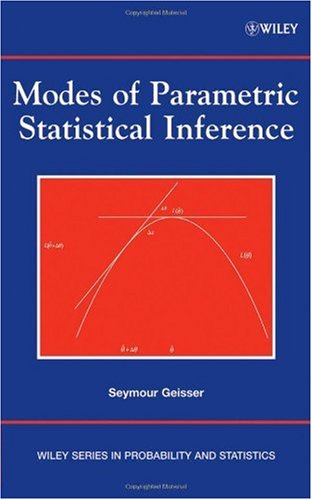 WILEY
Modes of Parametric
Statistical Inference
Seymour Geisser
WILEY SERIES IN PROBABILITY AND STATISTICS